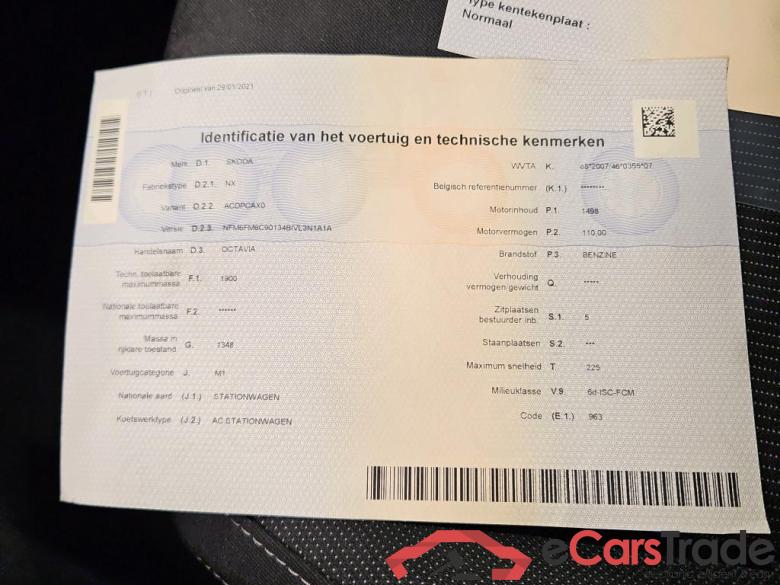 Type kentekenplaat :
Normaal
Origineel van 29/01/2021
Identificatie van het voertuig en technische kenmerken
Merk D.1. SKODA
Fabriekstype D.2.1. NX
Variant D.2.2. ACDPCAX0
Versie D.2.3.
Handelsnaam D.3. OCTAVIA
Techn. toelaatbare
maximummassa F.1. 1900
Nationale toelaatbare
maximummassa F.2. ******
Massa in
rijklare toestand G. 1348
Voertuigcategorie J. M1
Nationale aard (J.1.) STATIONWAGEN
Koetswerktype (J.2.) AC STATIONWAGEN
WVTA K. e8*2007/46*0355*07
Belgisch referentienummer (K.1.) ********
Motorinhoud P.1. 1498
Motorvermogen P.2. 110,00
Brandstof P.3. BENZINE
Verhouding
vermogen/gewicht Q. *****
Zitplaatsen
bestuurder inb. S.1. 5
Staanplaatsen S.2. ***
Maximum snelheid T. 225
Milieuklasse V.9. 6d-ISC-FCM
Code (E.1.) 963
eCarsTrade